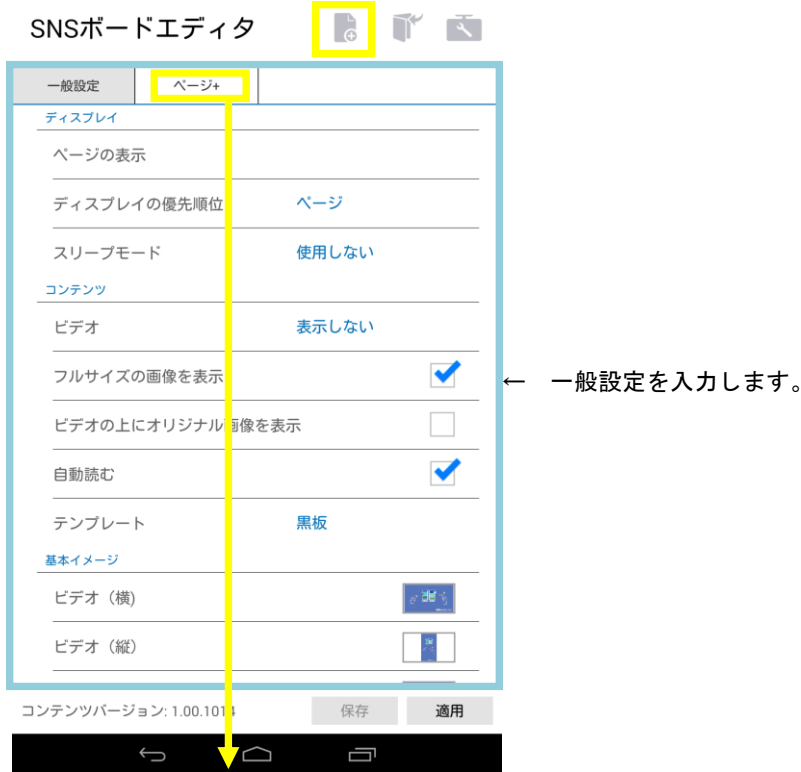 SNSボードエディタ
一般設定 ページ+
ディスプレイ
ページの表示
ディスプレイの優先順位 ページ
スリープモード 使用しない
コンテンツ
ビデオ 表示しない
フルサイズの画像を表示
← 一般設定を入力します。
ビデオの上にオリジナル画像を表示
自動読む
テンプレート 黒板
基本イメージ
ビデオ（横)
ビデオ（縦）
コンテンツバージョン: 1.00.1014 保存 適用